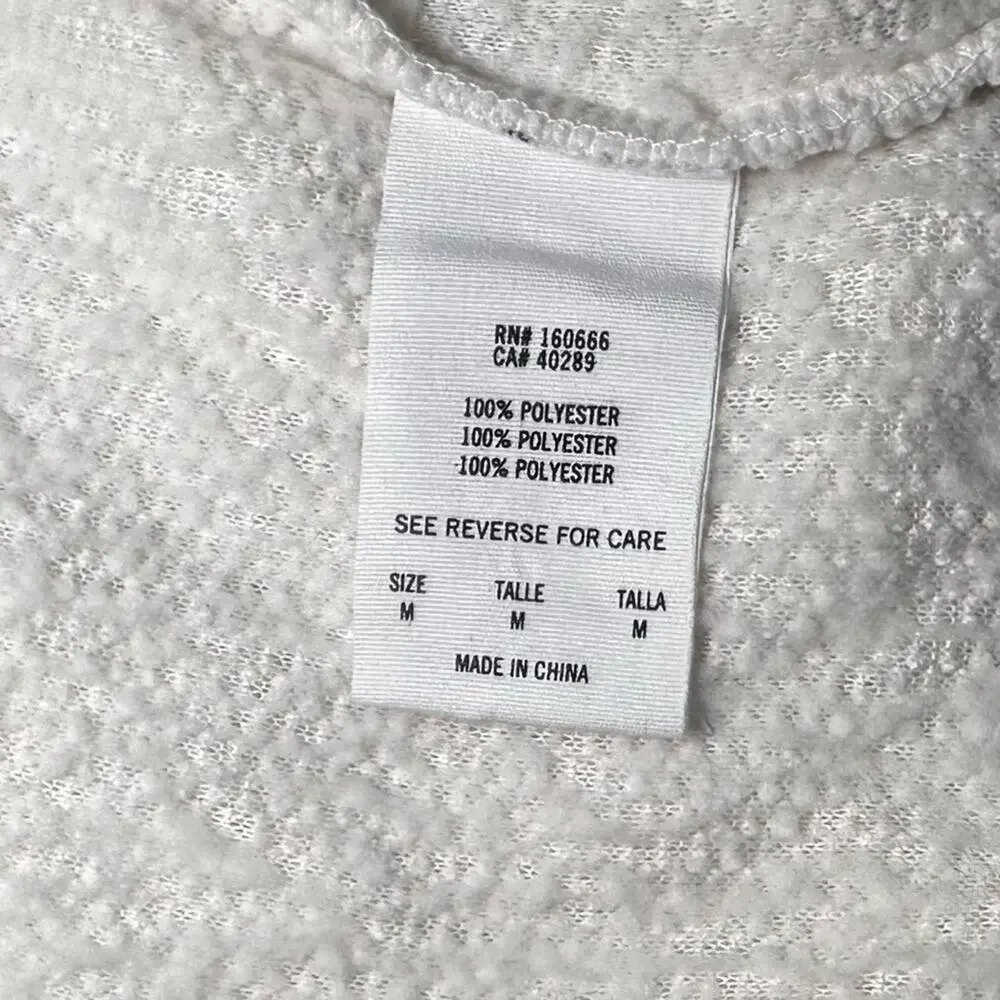 RN# 160666
CA# 40289
100% POLYESTER
100% POLYESTER
100% POLYESTER
SEE REVERSE FOR CARE
SIZE TALLE TALLA
M M M
MADE IN CHINA